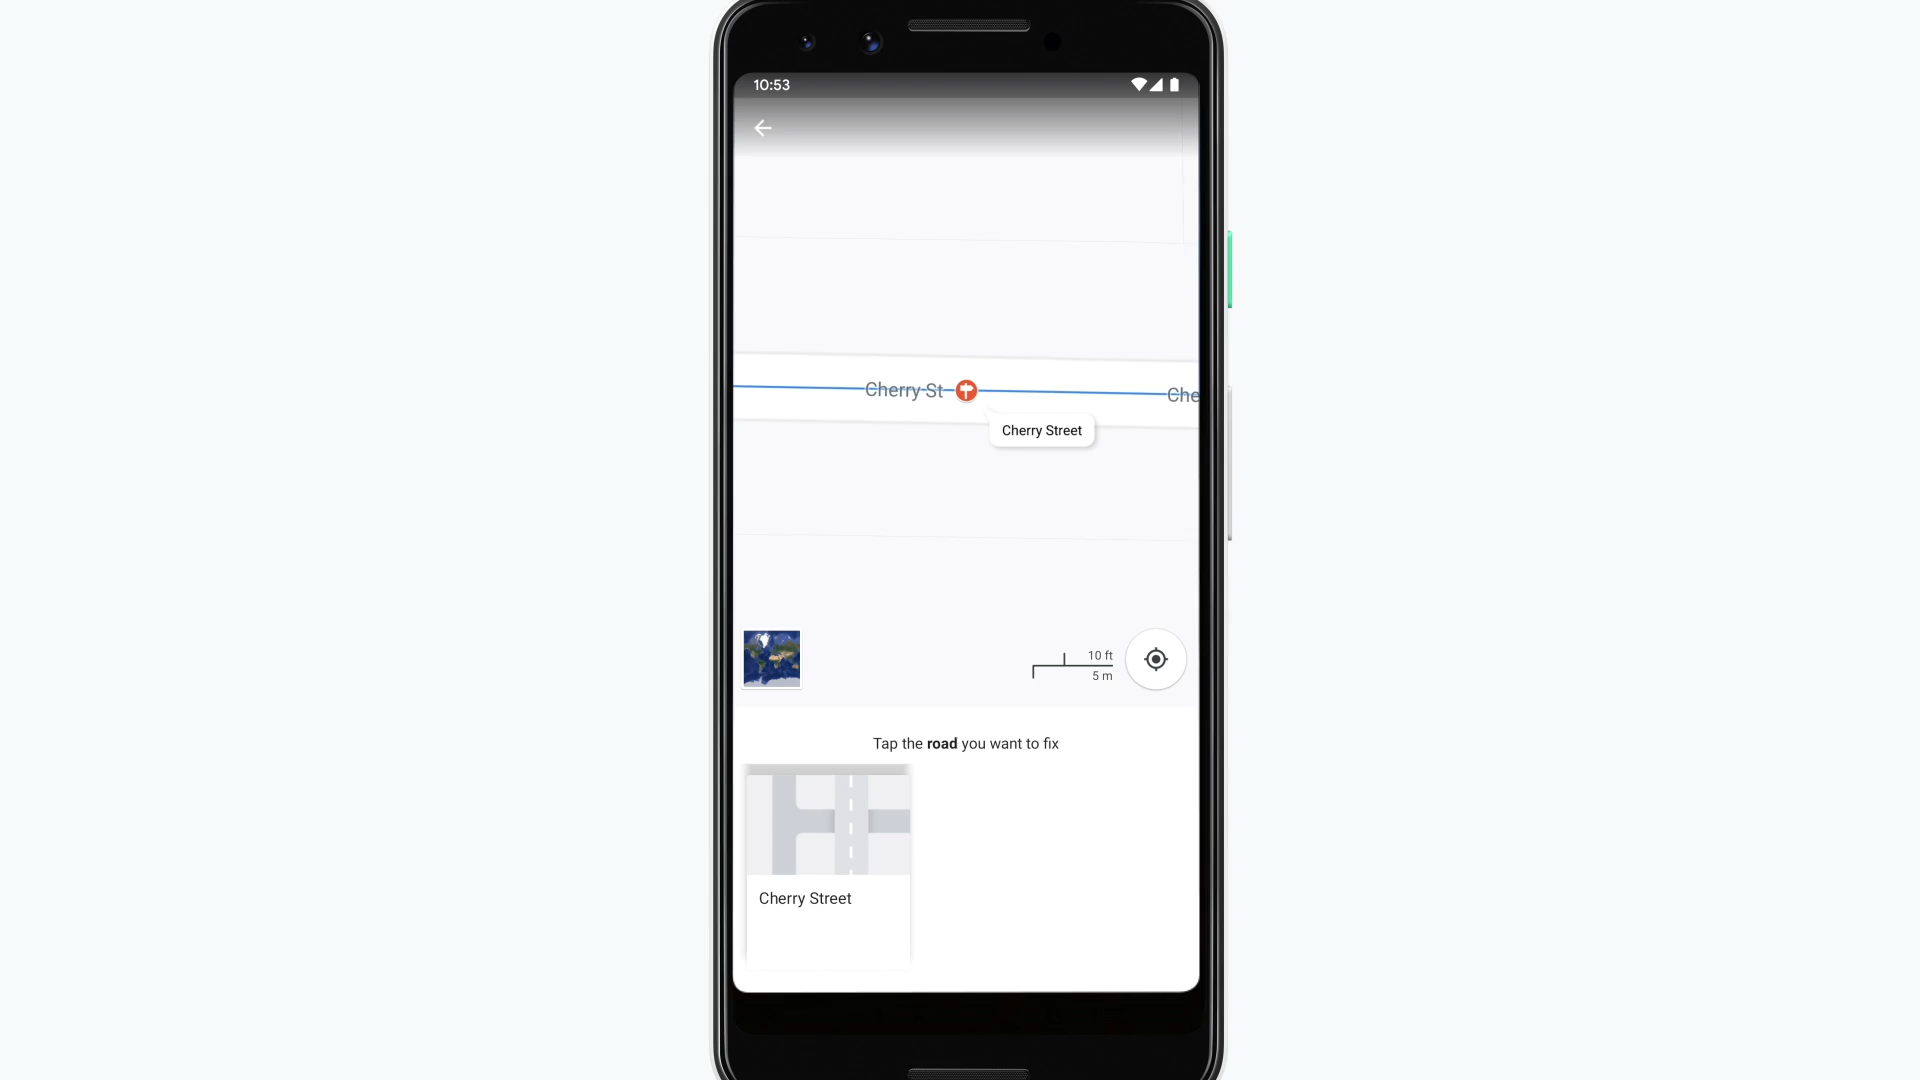 10:53
Cherry St
Che
Cherry Street
10 ft
5 m
Tap the road you want to fix
Cherry Street